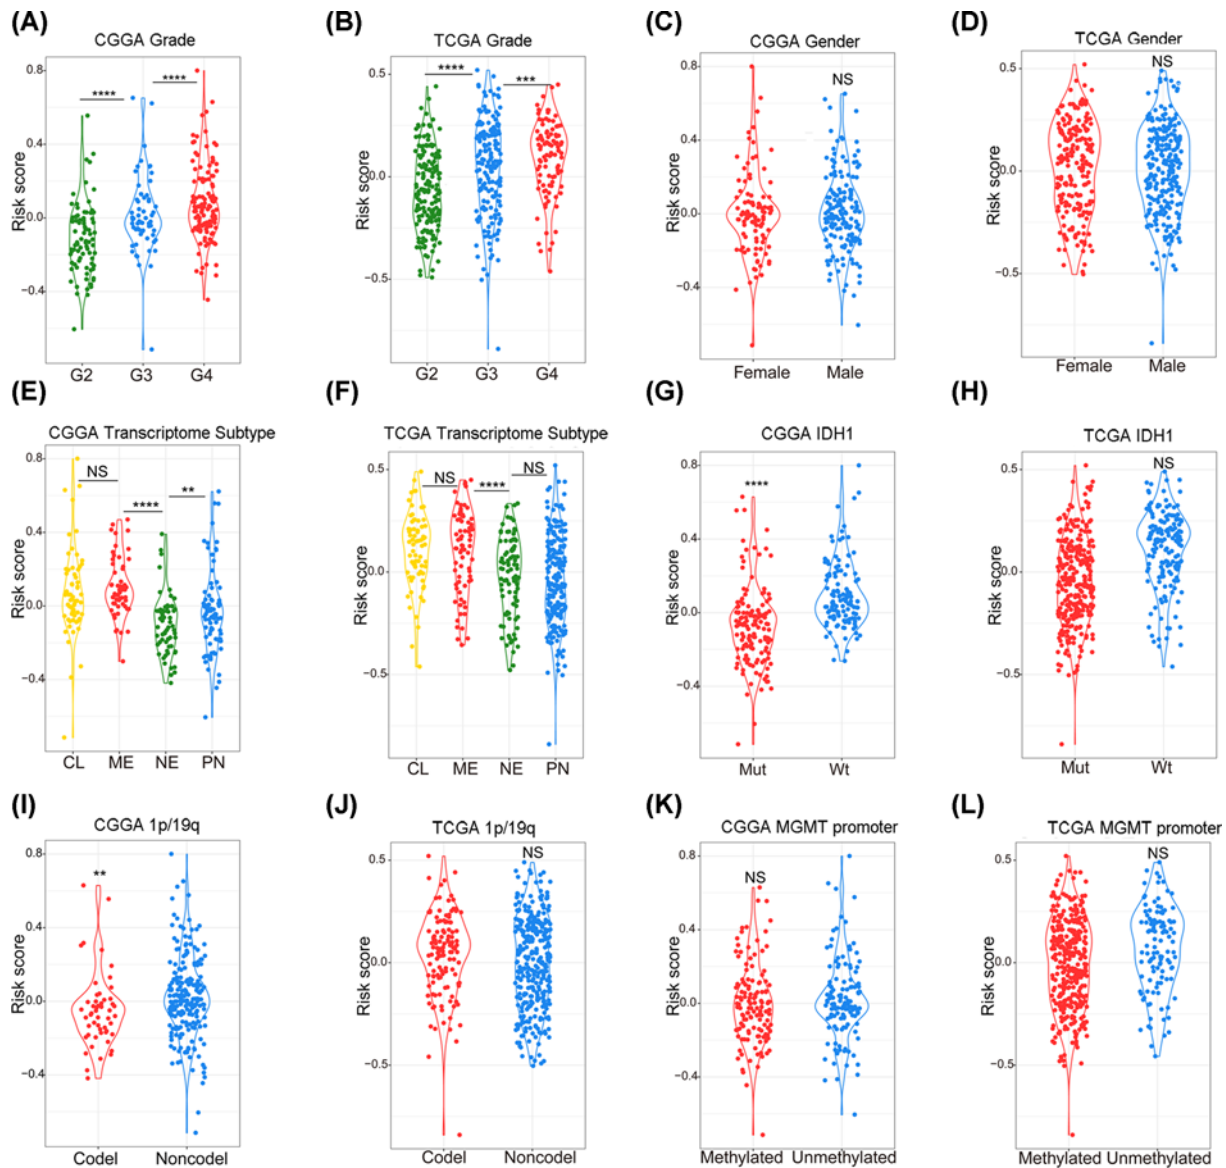 (A)
CGGA Grade
Risk score
0.8
0.4
0.0
−0.4
****
****
G2 G3 G4
(B)
TCGA Grade
Risk score
0.5
0.0
−0.5
****
***
G2 G3 G4
(C)
CGGA Gender
Risk score
0.8
0.4
0.0
−0.4
NS
Female Male
(D)
TCGA Gender
Risk score
0.5
0.0
−0.5
NS
Female Male
(E)
CGGA Transcriptome Subtype
Risk score
0.8
0.4
0.0
−0.4
NS
****
**
CL ME NE PN
(F)
TCGA Transcriptome Subtype
Risk score
0.5
0.0
−0.5
NS
****
NS
CL ME NE PN
(G)
CGGA IDH1
Risk score
0.8
0.4
0.0
−0.4
****
Mut Wt
(H)
TCGA IDH1
Risk score
0.5
0.0
−0.5
NS
Mut Wt
(I)
CGGA 1p/19q
Risk score
0.8
0.4
0.0
−0.4
**
Codel Noncodel
(J)
TCGA 1p/19q
Risk score
0.5
0.0
−0.5
NS
Codel Noncodel
(K)
CGGA MGMT promoter
Risk score
0.8
0.4
0.0
−0.4
NS
Methylated Unmethylated
(L)
TCGA MGMT promoter
Risk score
0.5
0.0
−0.5
NS
Methylated Unmethylated